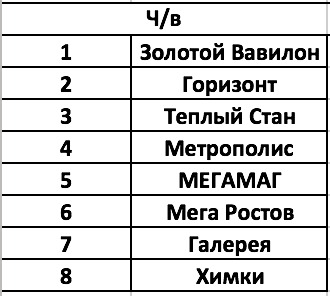 Ч/в
1 Золотой Вавилон
2 Горизонт
3 Теплый Стан
4 Метрополис
5 МЕГАМАГ
6 Мега Ростов
7 Галерея
8 Химки